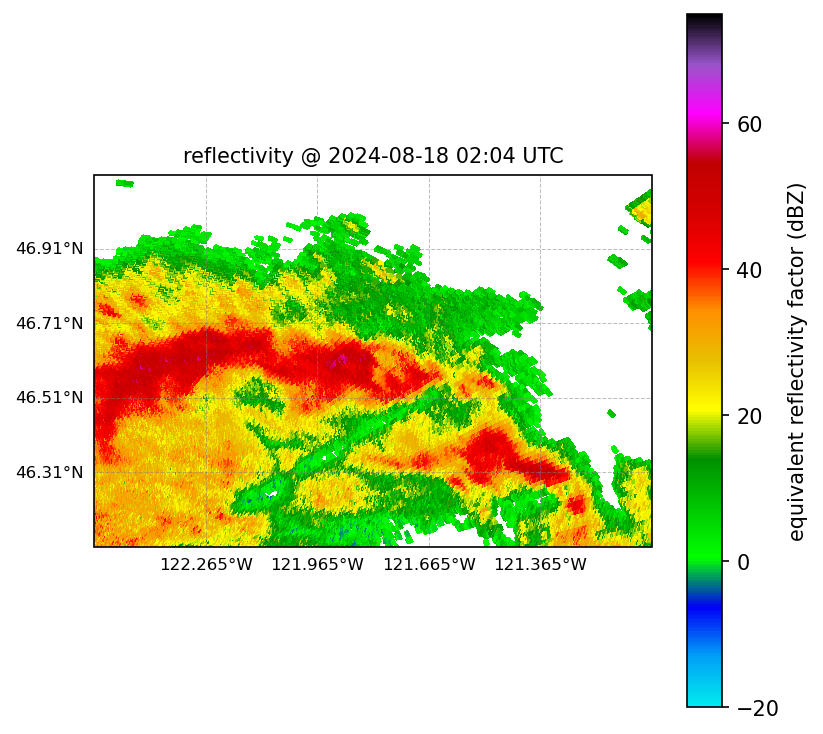 reflectivity @ 2024-08-18 02:04 UTC
46.91°N
46.71°N
46.51°N
46.31°N
122.265°W 121.965°W 121.665°W 121.365°W
60
40
20
0
−20
equivalent reflectivity factor (dBZ)